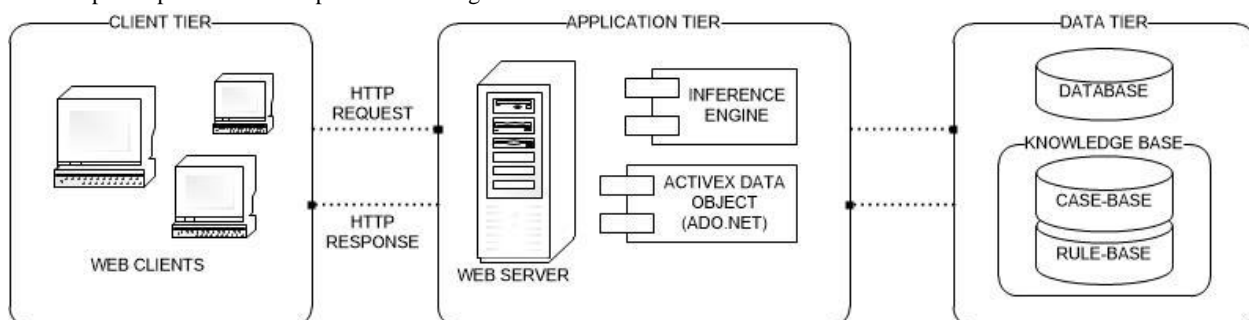 CLIENT TIER
HTTP
REQUEST
HTTP
RESPONSE
WEB CLIENTS
APPLICATION TIER
INFERENCE
ENGINE
ACTIVEX DATA
OBJECT
(ADO.NET)
WEB SERVER
DATA TIER
DATABASE
KNOWLEDGE BASE
CASE-BASE
RULE-BASE